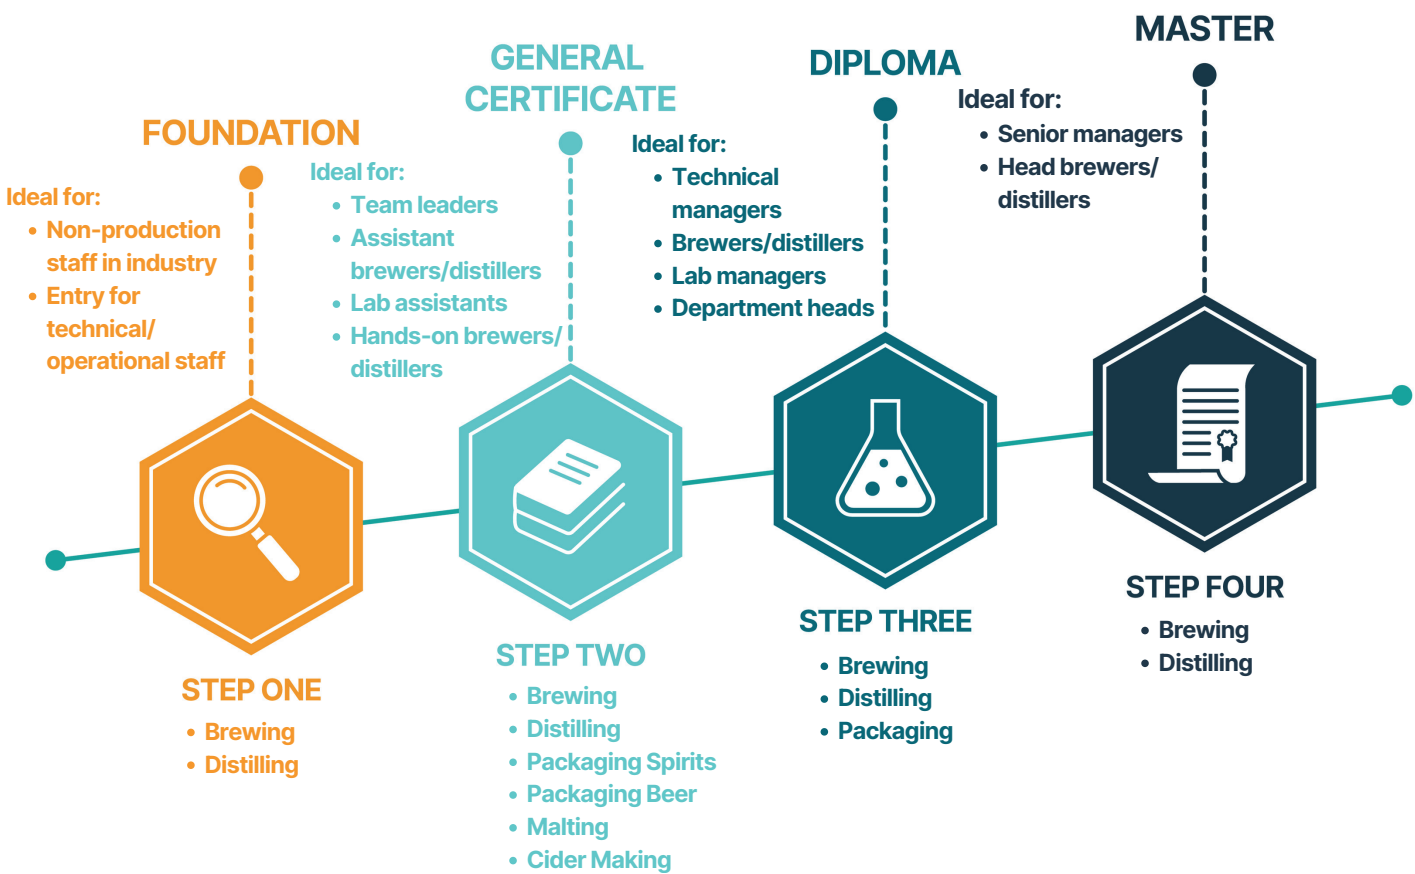 FOUNDATION
Ideal for:
• Non-production
staff in industry
• Entry for
technical/
operational staff
STEP ONE
• Brewing
• Distilling
GENERAL
CERTIFICATE
Ideal for:
• Team leaders
• Assistant
brewers/distillers
• Lab assistants
• Hands-on brewers/
distillers
STEP TWO
• Brewing
• Distilling
• Packaging Spirits
• Packaging Beer
• Malting
• Cider Making
DIPLOMA
Ideal for:
• Technical
managers
• Brewers/distillers
• Lab managers
• Department heads
STEP THREE
• Brewing
• Distilling
• Packaging
MASTER
Ideal for:
• Senior managers
• Head brewers/
distillers
STEP FOUR
• Brewing
• Distilling